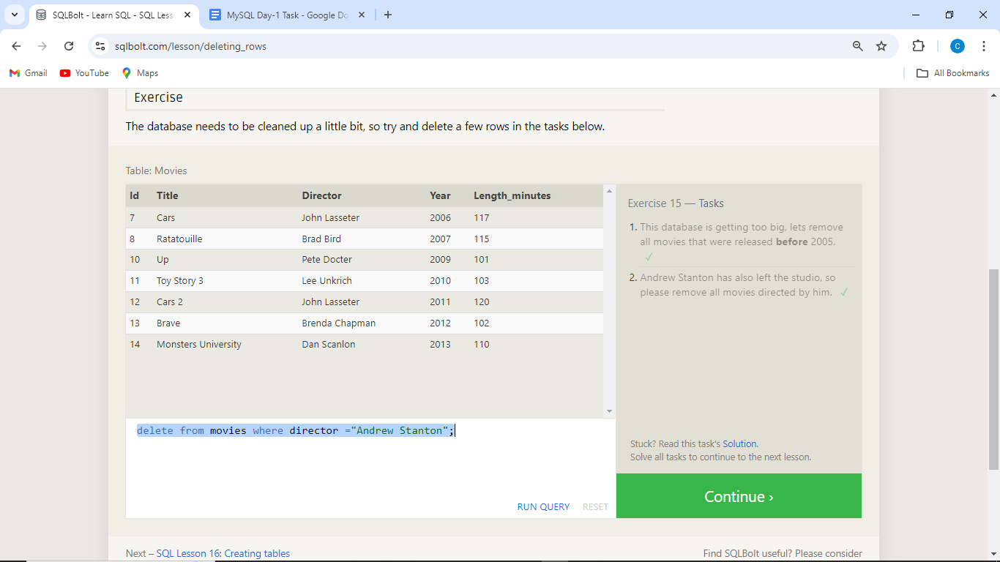 SQLBolt - Learn SQL - SQL Less
MySQL Day-1 Task - Google Do
sqlbolt.com/lesson/deleting_rows
C
Gmail
YouTube
Maps
All Bookmarks
Exercise
The database needs to be cleaned up a little bit, so try and delete a few rows in the tasks below.
Table: Movies
Id Title Director Year Length_minutes
7 Cars John Lasseter 2006 117
8 Ratatouille Brad Bird 2007 115
10 Up Pete Docter 2009 101
11 Toy Story 3 Lee Unkrich 2010 103
12 Cars 2 John Lasseter 2011 120
13 Brave Brenda Chapman 2012 102
14 Monsters University Dan Scanlon 2013 110
delete from movies where director ="Andrew Stanton";
RUN QUERY RESET
Exercise 15 — Tasks
1. This database is getting too big, lets remove
all movies that were released before 2005.
✓
2. Andrew Stanton has also left the studio, so
please remove all movies directed by him. ✓
Stuck? Read this task's Solution.
Solve all tasks to continue to the next lesson.
Continue ›
Next – SQL Lesson 16: Creating tables
Find SQLBolt useful? Please consider